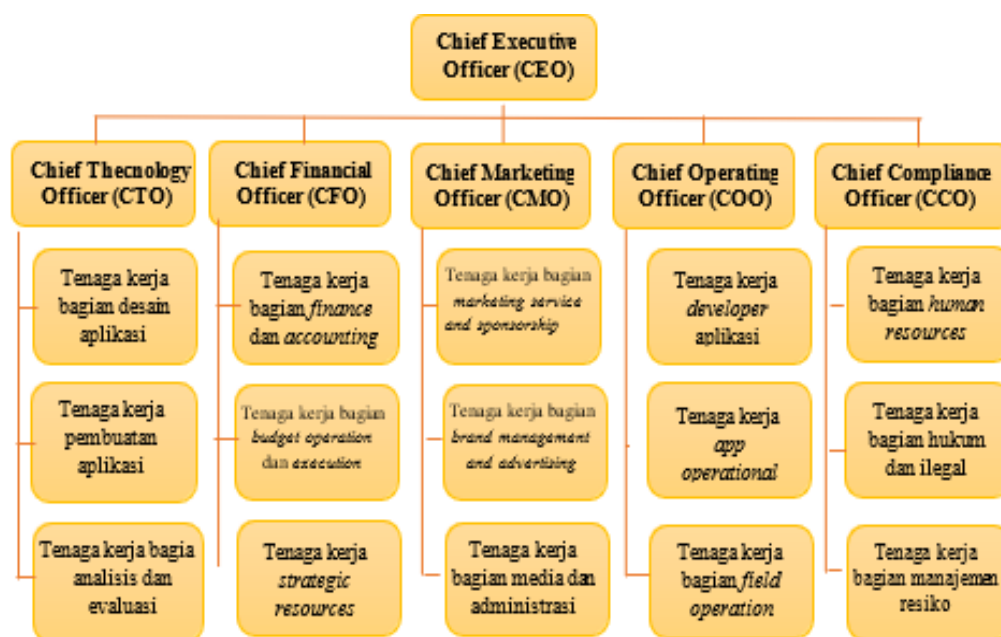 Chief Executive
Officer (CEO)
Chief Thecnology
Officer (CTO)
Chief Financial
Officer (CFO)
Chief Marketing
Officer (CMO)
Chief Operating
Officer (COO)
Chief Compliance
Officer (CCO)
Tenaga kerja
bagian desain
aplikasi
Tenaga kerja
bagian finance
dan accounting
Tenaga kerja bagian
marketing service
and sponsorship
Tenaga kerja
developer
aplikasi
Tenaga kerja
bagian human
resources
Tenaga kerja
pembuatan
aplikasi
Tenaga kerja bagian
budget operation
dan execution
Tenaga kerja bagian
brand management
and advertizing
Tenaga kerja
app
operational
Tenaga kerja
bagian hukum
dan ilegal
Tenaga kerja bagia
analisis dan
evaluasi
Tenaga kerja
strategic
resources
Tenaga kerja
bagian media dan
administrasi
Tenaga kerja
bagian field
operation
Tenaga kerja
bagian manajemen
resiko